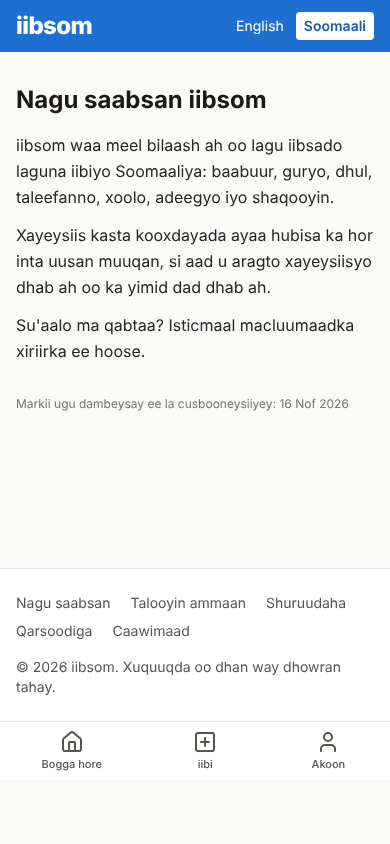 iibsom
English
Soomaali
Nagu saabsan iibsom
iibsom waa meel bilaash ah oo lagu iibsado
laguna iibiyo Soomaaliya: baabuur, guryo, dhul,
taleefanno, xoolo, adeegyo iyo shaqooyin.
Xayeysiis kasta kooxdayada ayaa hubisa ka hor
inta uusan muuqan, si aad u aragto xayeysiisyo
dhab ah oo ka yimid dad dhab ah.
Su'aalo ma qabtaa? Isticmaal macluumaadka
xiriirka ee hoose.
Markii ugu dambeysay ee la cusbooneysiiyey: 16 Nof 2026
Nagu saabsan
Talooyin ammaan
Shuruudaha
Qarsoodiga
Caawimaad
© 2026 iibsom. Xuquuqda oo dhan way dhowran
tahay.
Bogga hore
iibi
Akoon